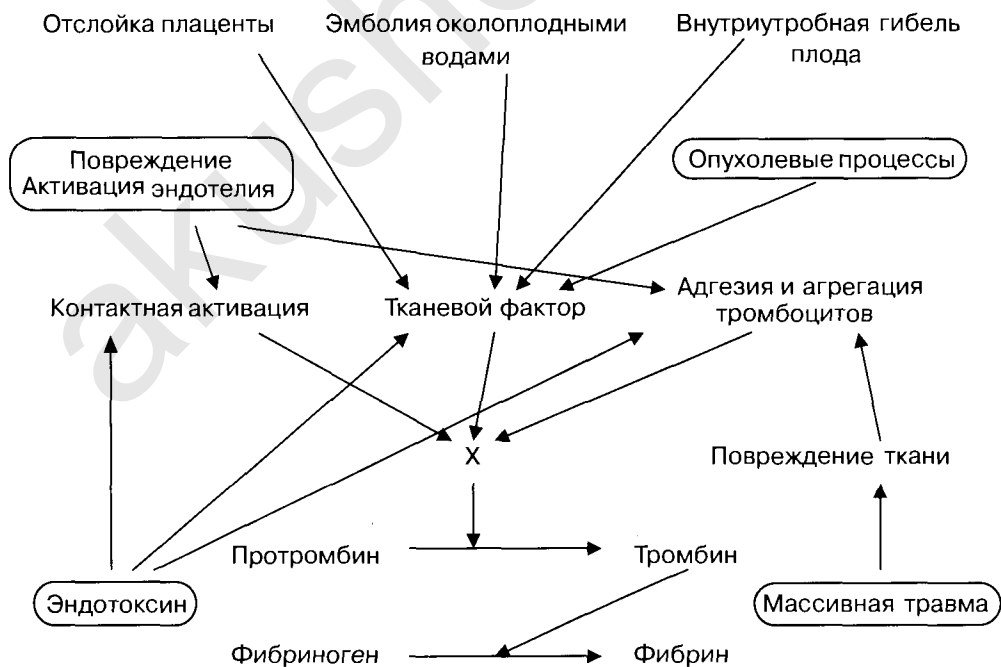 Отслойка плаценты
Эмболия околоплодными
водами
Внутриутробная гибель
плода
Повреждение
Активация эндотелия
Опухолевые процессы
Контактная активация
Тканевой фактор
Адгезия и агрегация
тромбоцитов
X
Повреждение ткани
Протромбин
Тромбин
Эндотоксин
Массивная травма
Фибриноген
Фибрин
akush